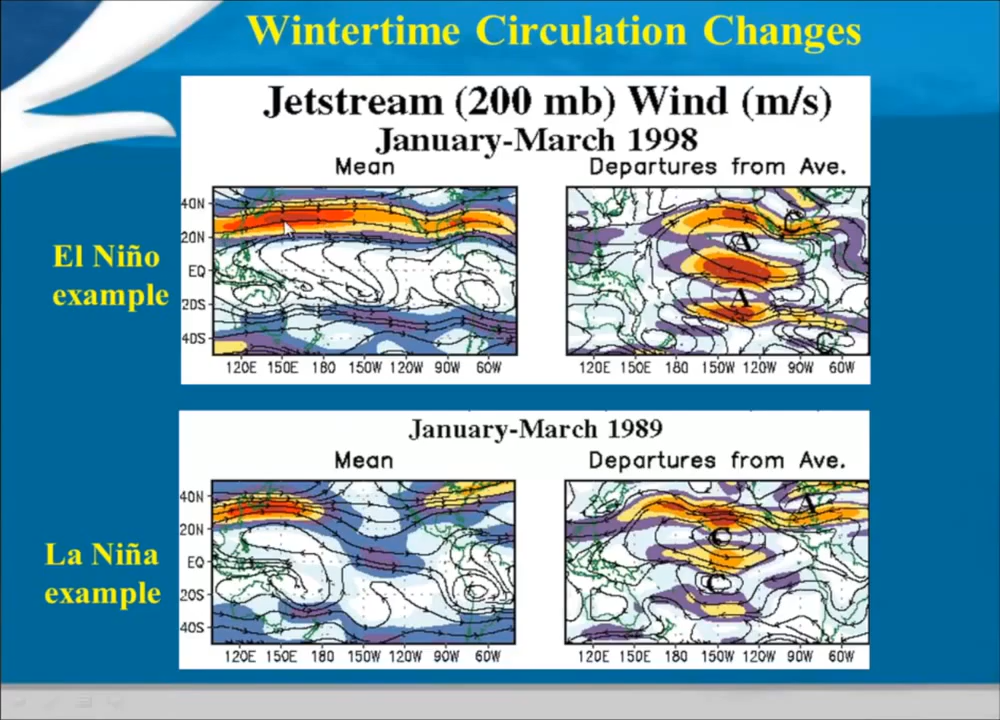 Wintertime Circulation Changes
Jetstream (200 mb) Wind (m/s)
January-March 1998
Mean
Departures from Ave.
El Niño
example
40N
20N
EQ
20S
40S
120E 150E 180 150W 120W 90W 60W
C
A
A
C
120E 150E 180 150W 120W 90W 60W
January-March 1989
Mean
Departures from Ave.
La Niña
example
40N
20N
EQ
20S
40S
120E 150E 180 150W 120W 90W 60W
A
C
C
120E 150E 180 150W 120W 90W 60W